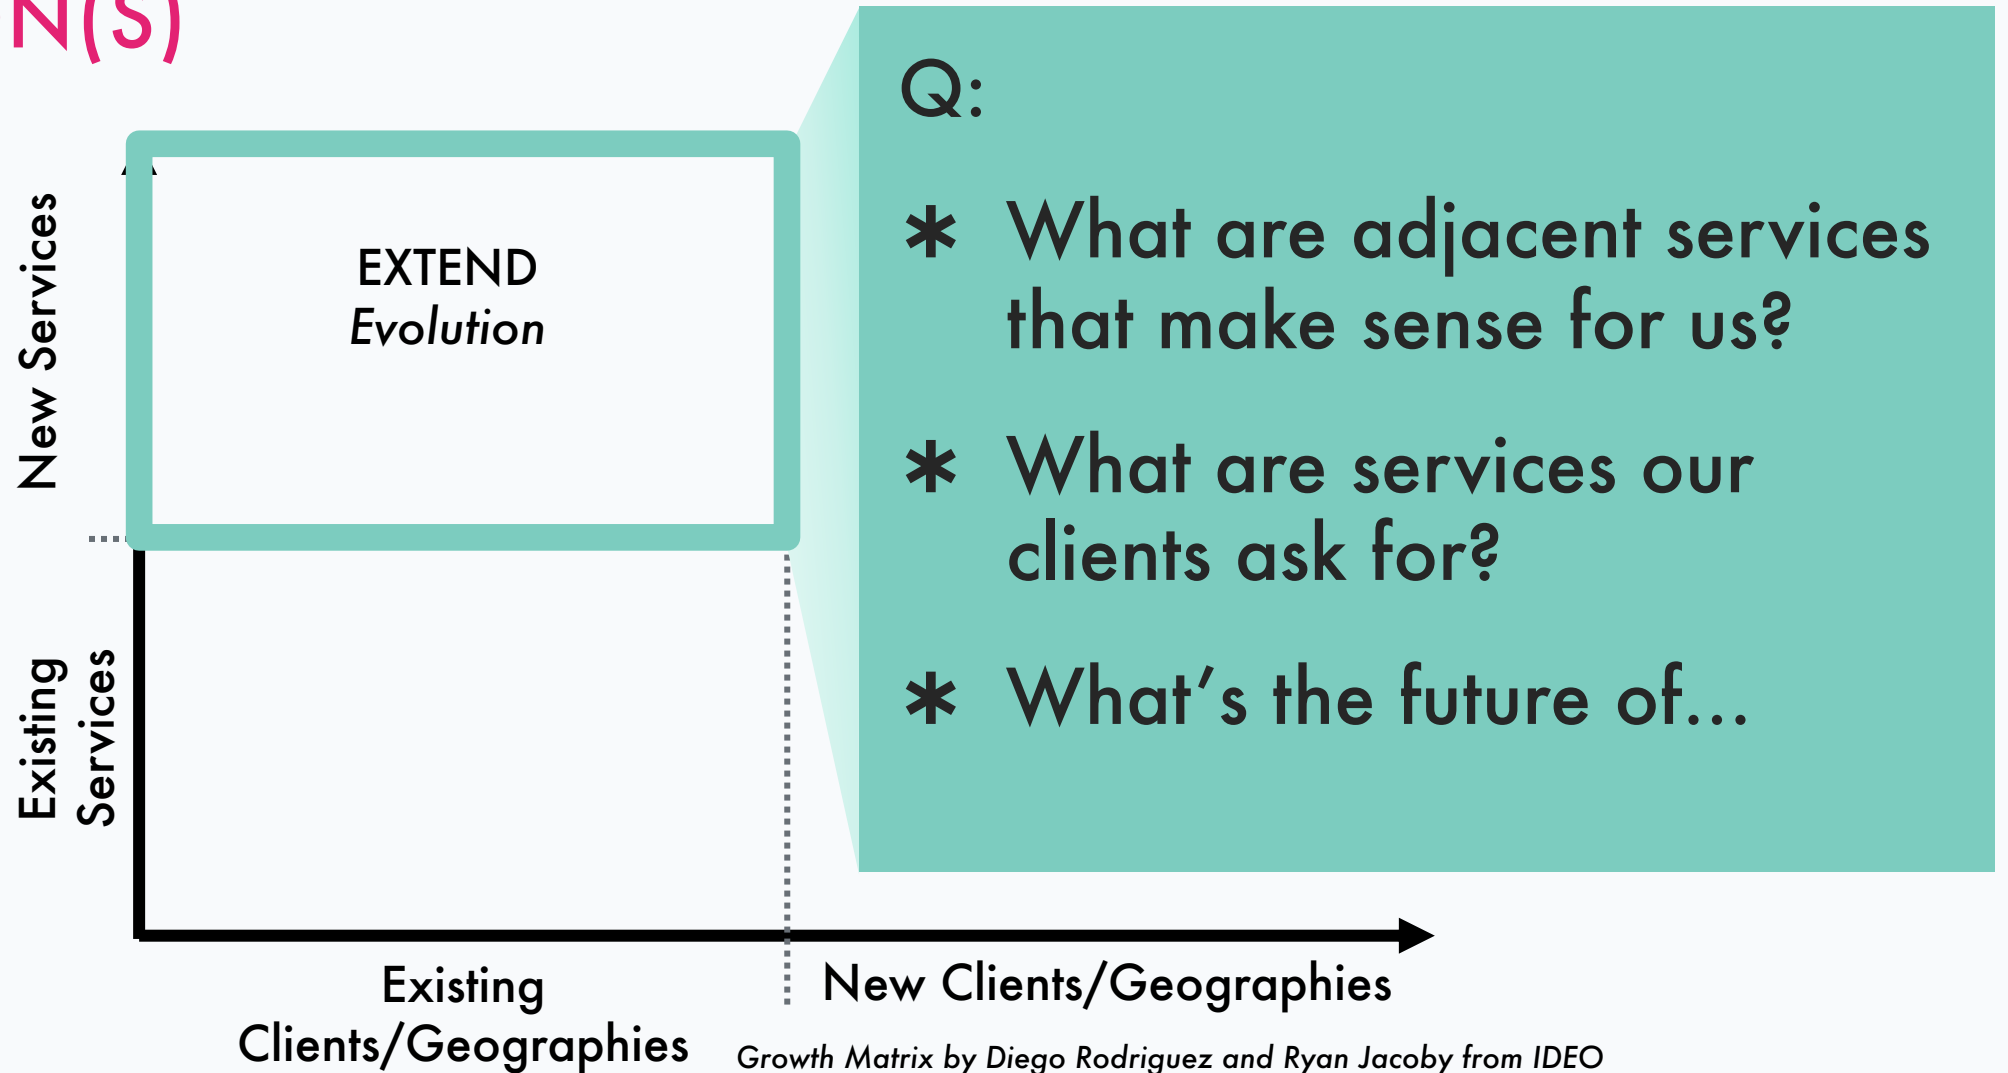 N(S)
New Services
EXTEND
Evolution
Existing
Services
Q:
* What are adjacent services
that make sense for us?
* What are services our
clients ask for?
* What's the future of...
Existing
Clients/Geographies
New Clients/Geographies
Growth Matrix by Diego Rodriguez and Ryan Jacoby from IDEO